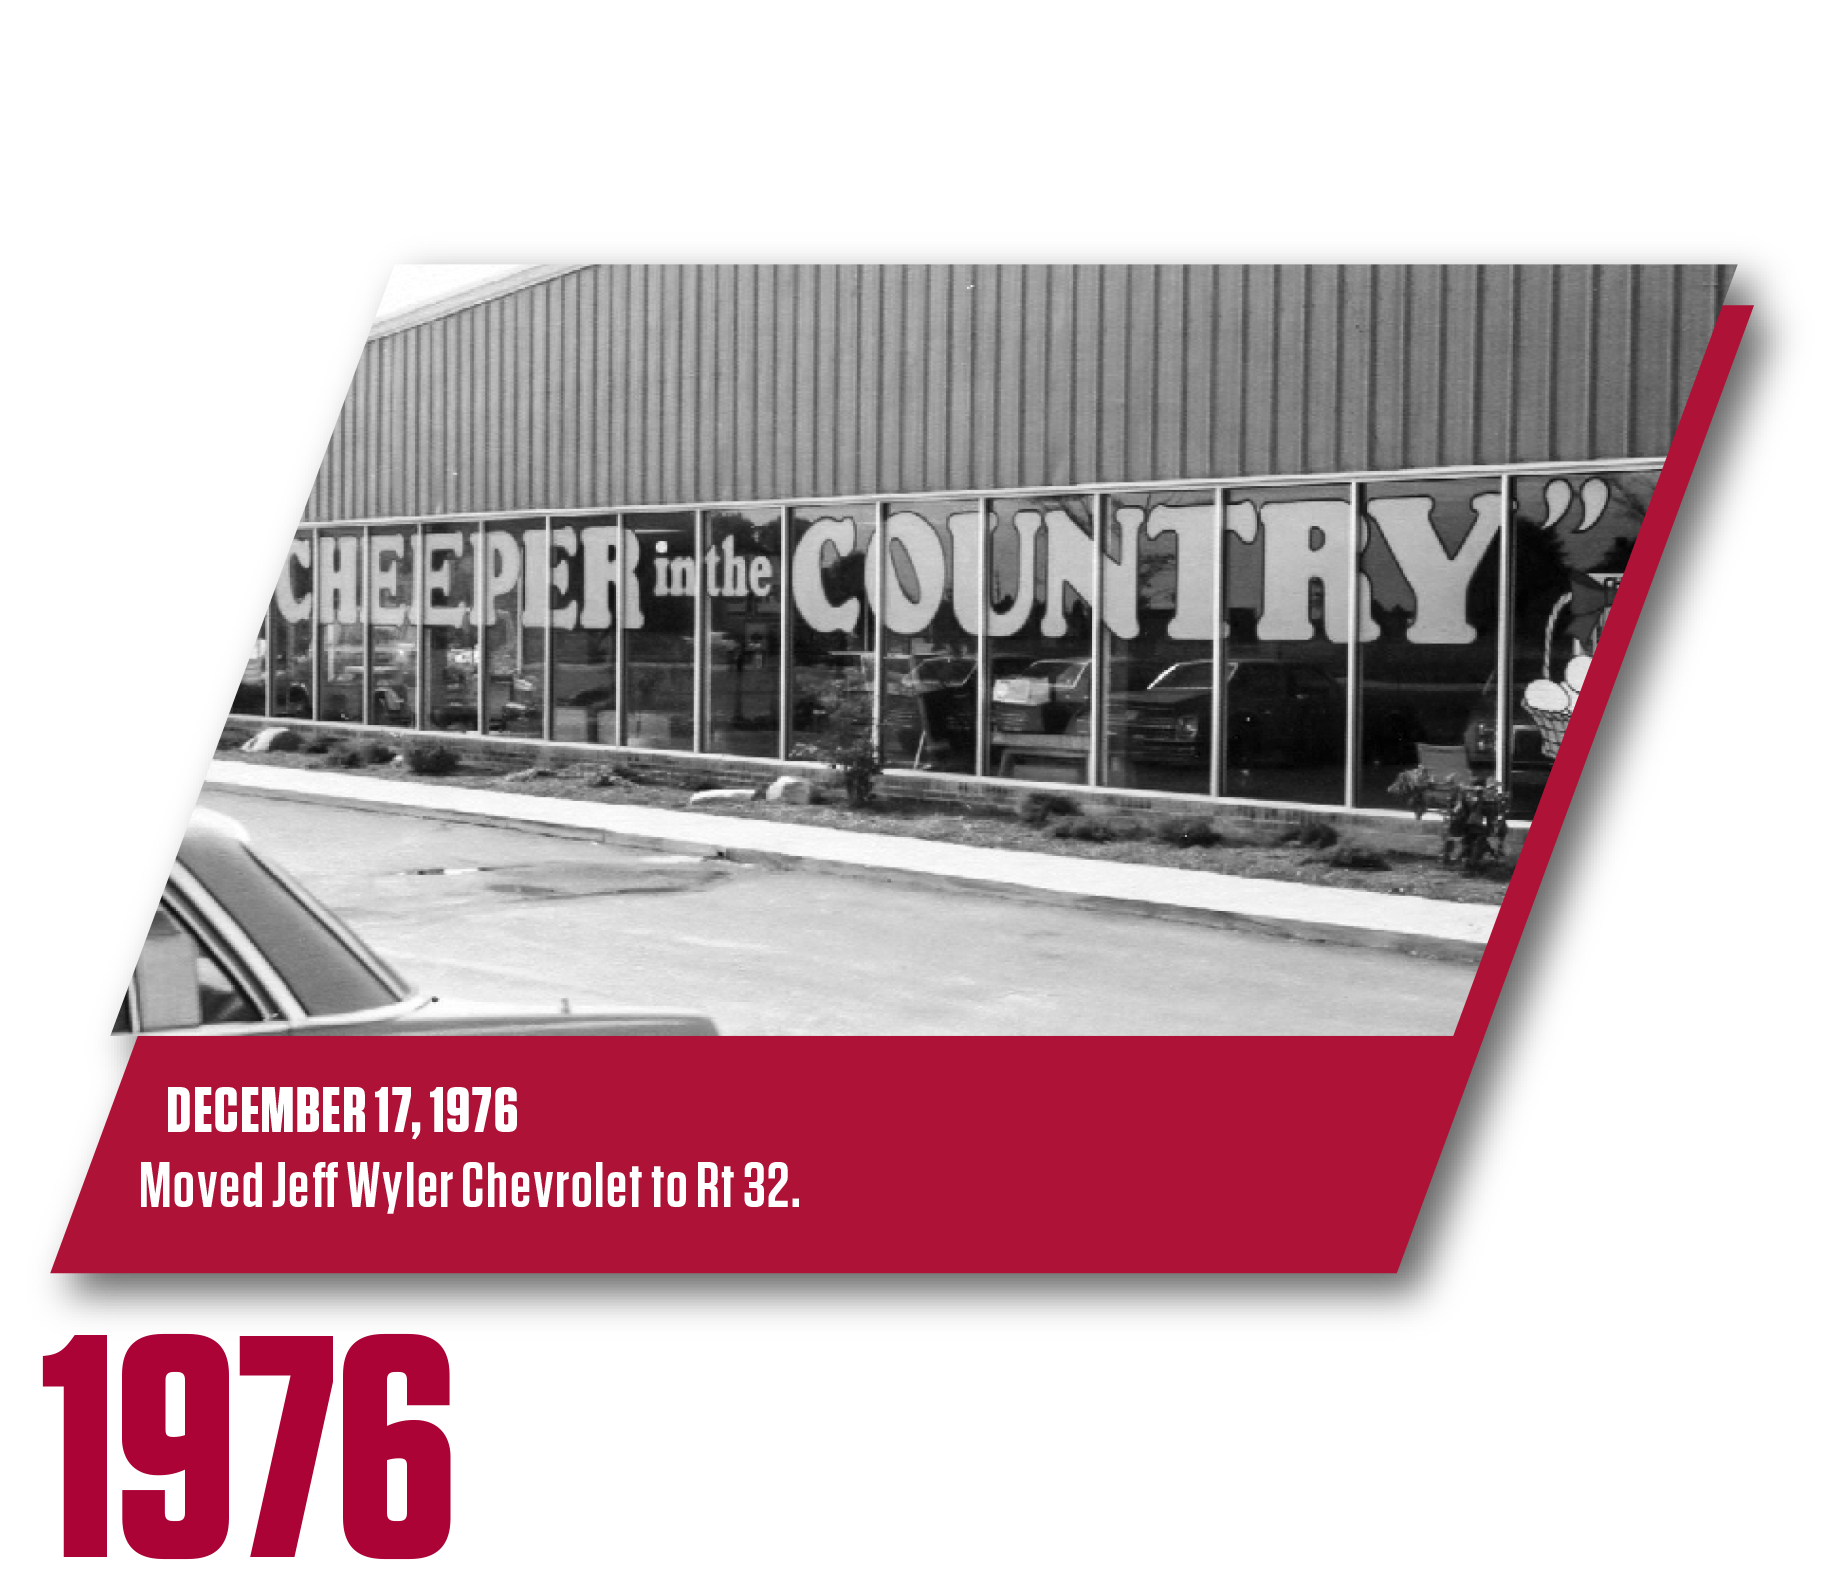 CHEEPER in the COUNTRY”
DECEMBER 17, 1976
Moved Jeff Wyler Chevrolet to Rt 32.
1976